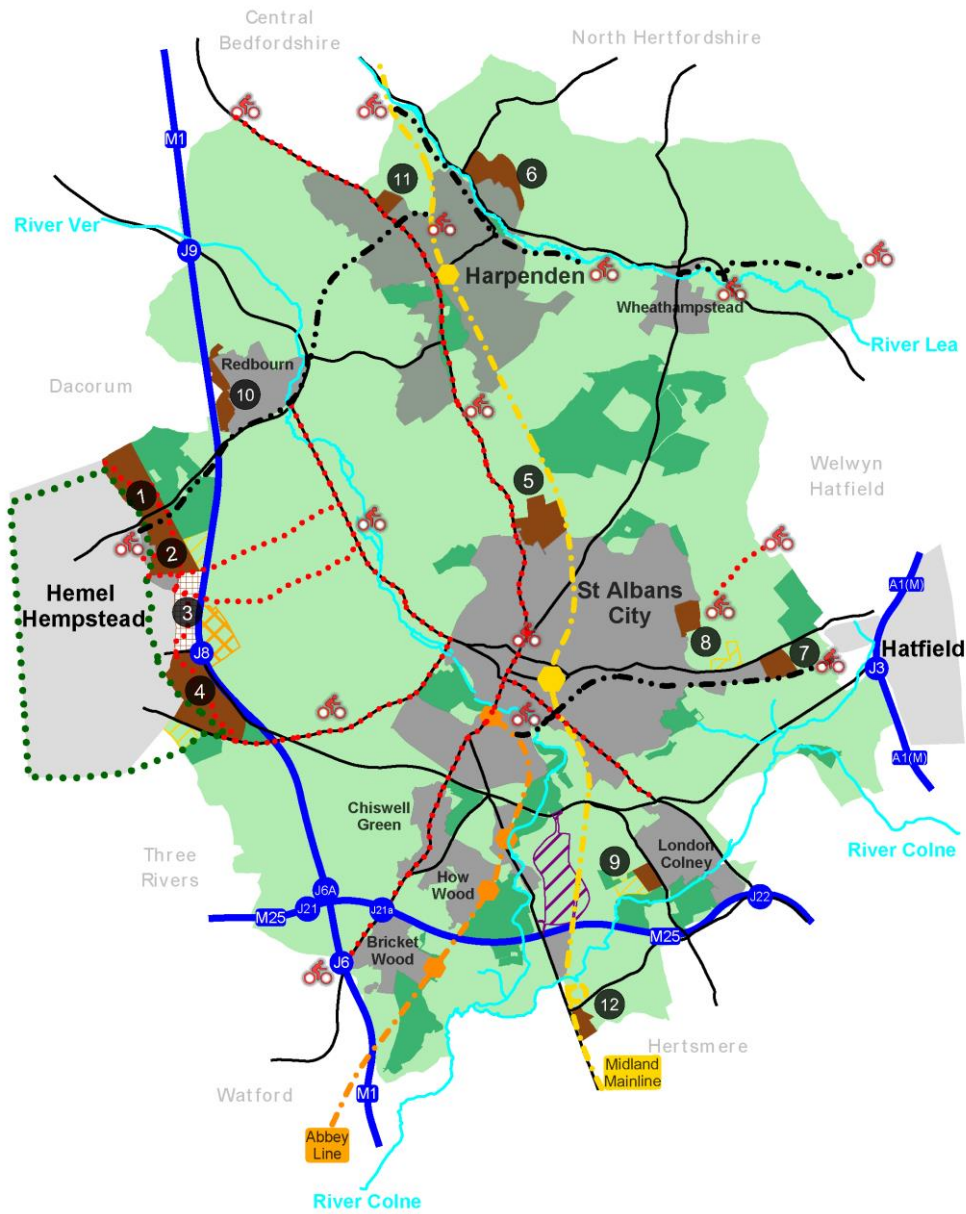 Central
Bedfordshire
North Hertfordshire
M1
11
6
River Ver
J9
Harpenden
Wheathampstead
River Lea
Redbourn
Dacorum
10
Welwyn
Hatfield
1
5
2
Hemel
Hempstead
St Albans
City
A1(M)
3
8
7
Hatfield
J8
J3
4
A1(M)
Chiswell
Green
London
Colney
River Colne
Three
Rivers
How
Wood
9
J6A
J21
J21a
J22
M25
M25
Bricket
Wood
J6
12
Hertsmere
Midland
Mainline
Watford
M1
Abbey
Line
River Colne